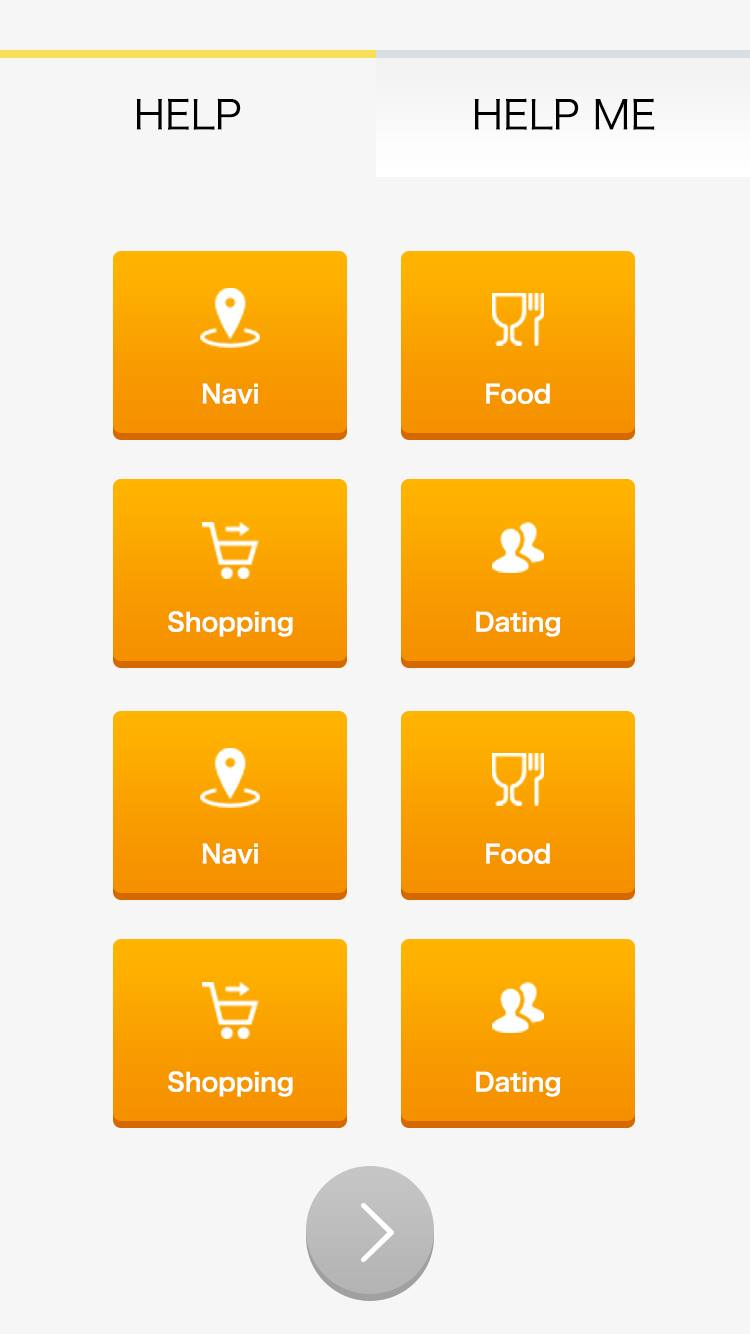 HELP
HELP ME
Navi
Food
Shopping
Dating
Navi
Food
Shopping
Dating